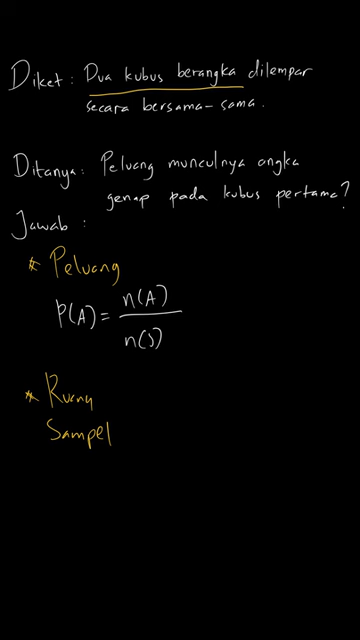 Diket : Dua kubus berangka dilempar
secara bersama-sama.
Ditanya : Peluang munculnya angka
genap pada kubus pertama?
Jawab :
* Peluang
P(A) = n(A)
n(S)
* Ruang
Sampel